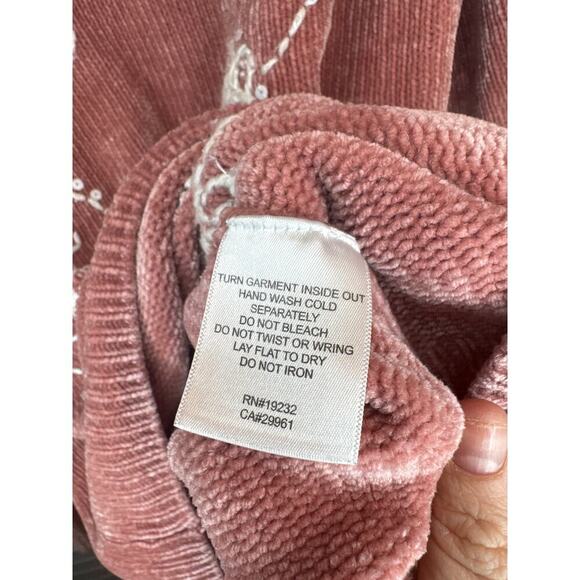 TURN GARMENT INSIDE OUT
HAND WASH COLD
SEPARATELY
DO NOT BLEACH
DO NOT TWIST OR WRING
LAY FLAT TO DRY
DO NOT IRON
RN#19232
CA#29961